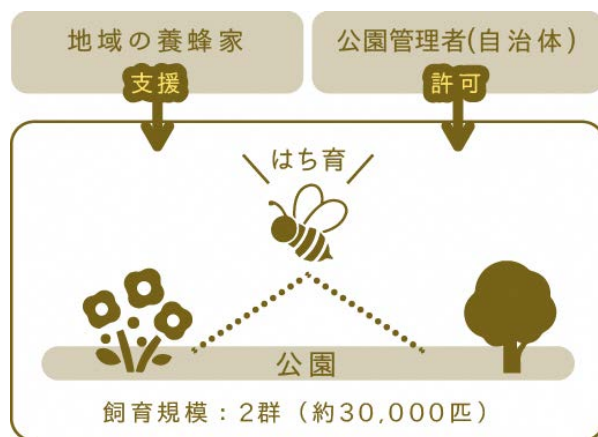 地域の養蜂家
公園管理者(自治体)
支援
許可
はち育
公園
飼育規模:2群(約30,000匹)